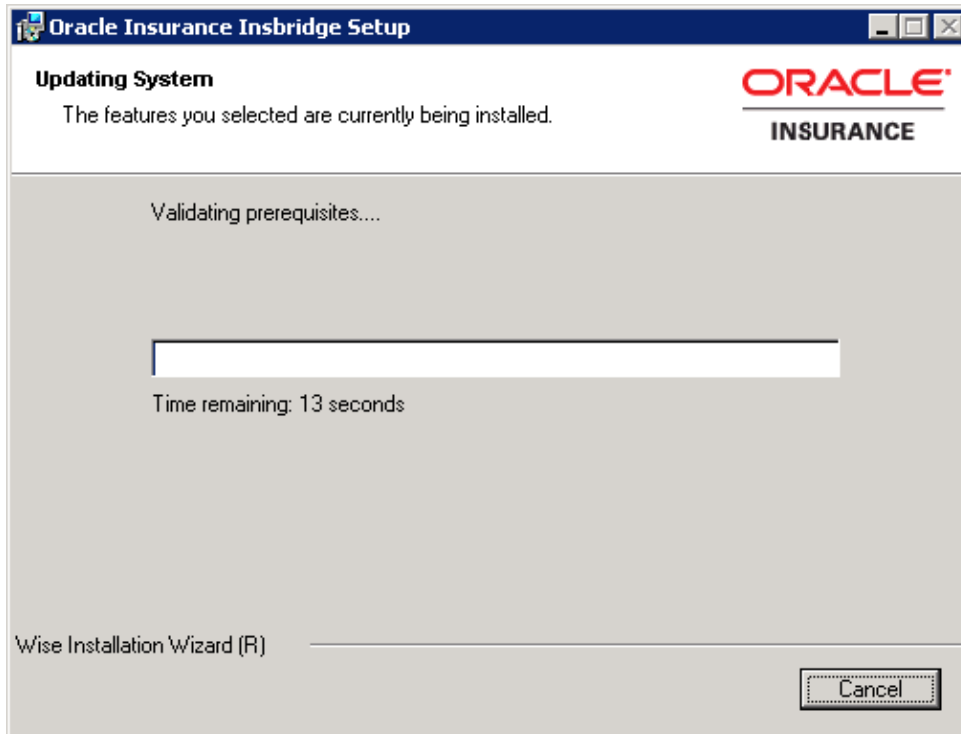 Oracle Insurance Insbridge Setup
Updating System
The features you selected are currently being installed.
ORACLE
INSURANCE
Validating prerequisites....
Time remaining: 13 seconds
Wise Installation Wizard (R)
Cancel